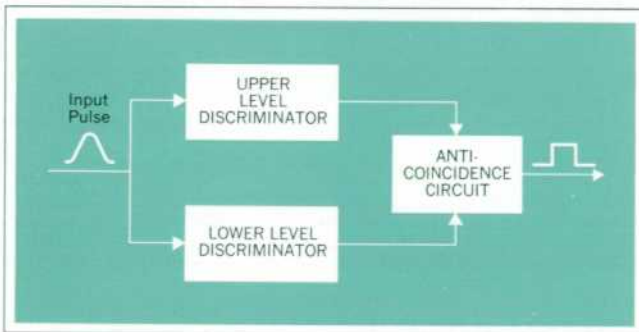 Input
Pulse
UPPER
LEVEL
DISCRIMINATOR
ANTI-
COINCIDENCE
CIRCUIT
LOWER LEVEL
DISCRIMINATOR